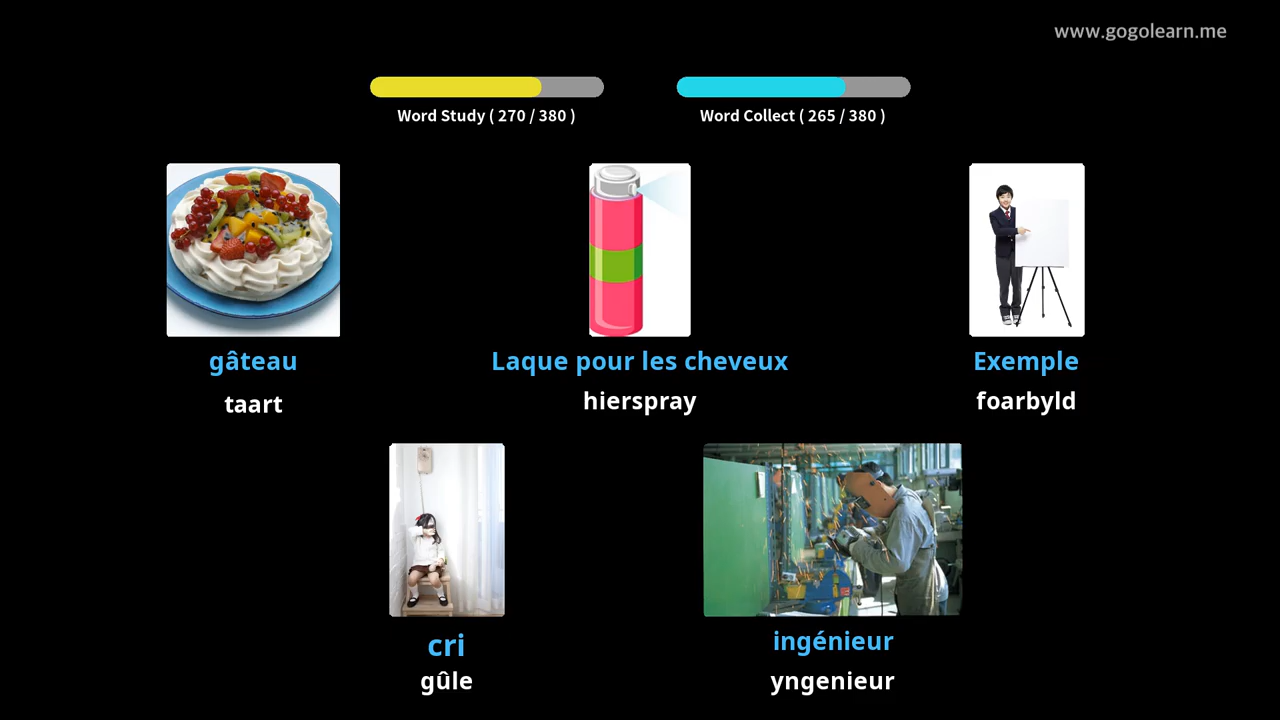 www.gogolearn.me
Word Study ( 270 / 380 )
Word Collect ( 265 / 380 )
gâteau
taart
Laque pour les cheveux
hierspray
Exemple
foarbyld
cri
gûle
ingénieur
yngenieur